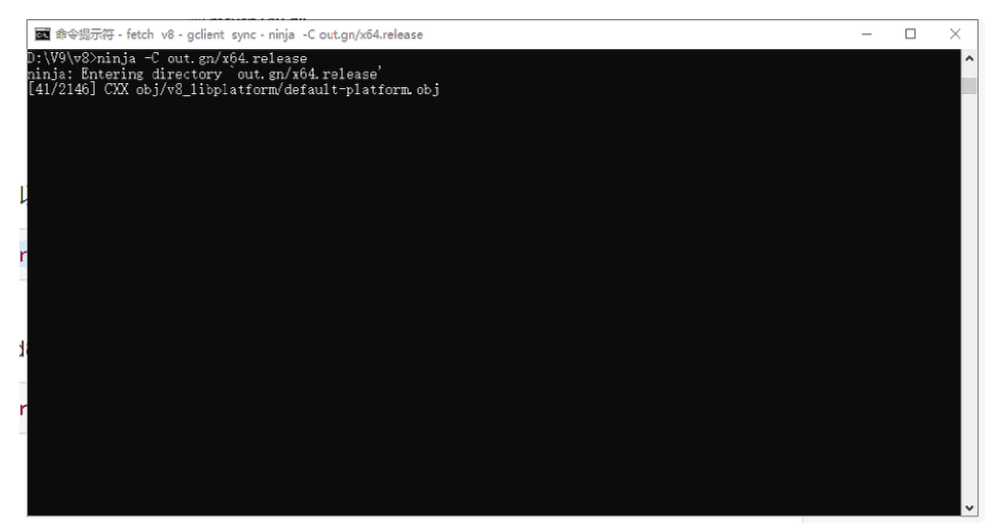 命令提示符 - fetch v8 - gclient sync - ninja -C out.gn/x64.release
D:\V9\v8>ninja -C out.gn/x64.release
ninja: Entering directory `out.gn/x64.release'
[41/2146] CXX obj/v8_libplatform/default-platform.obj